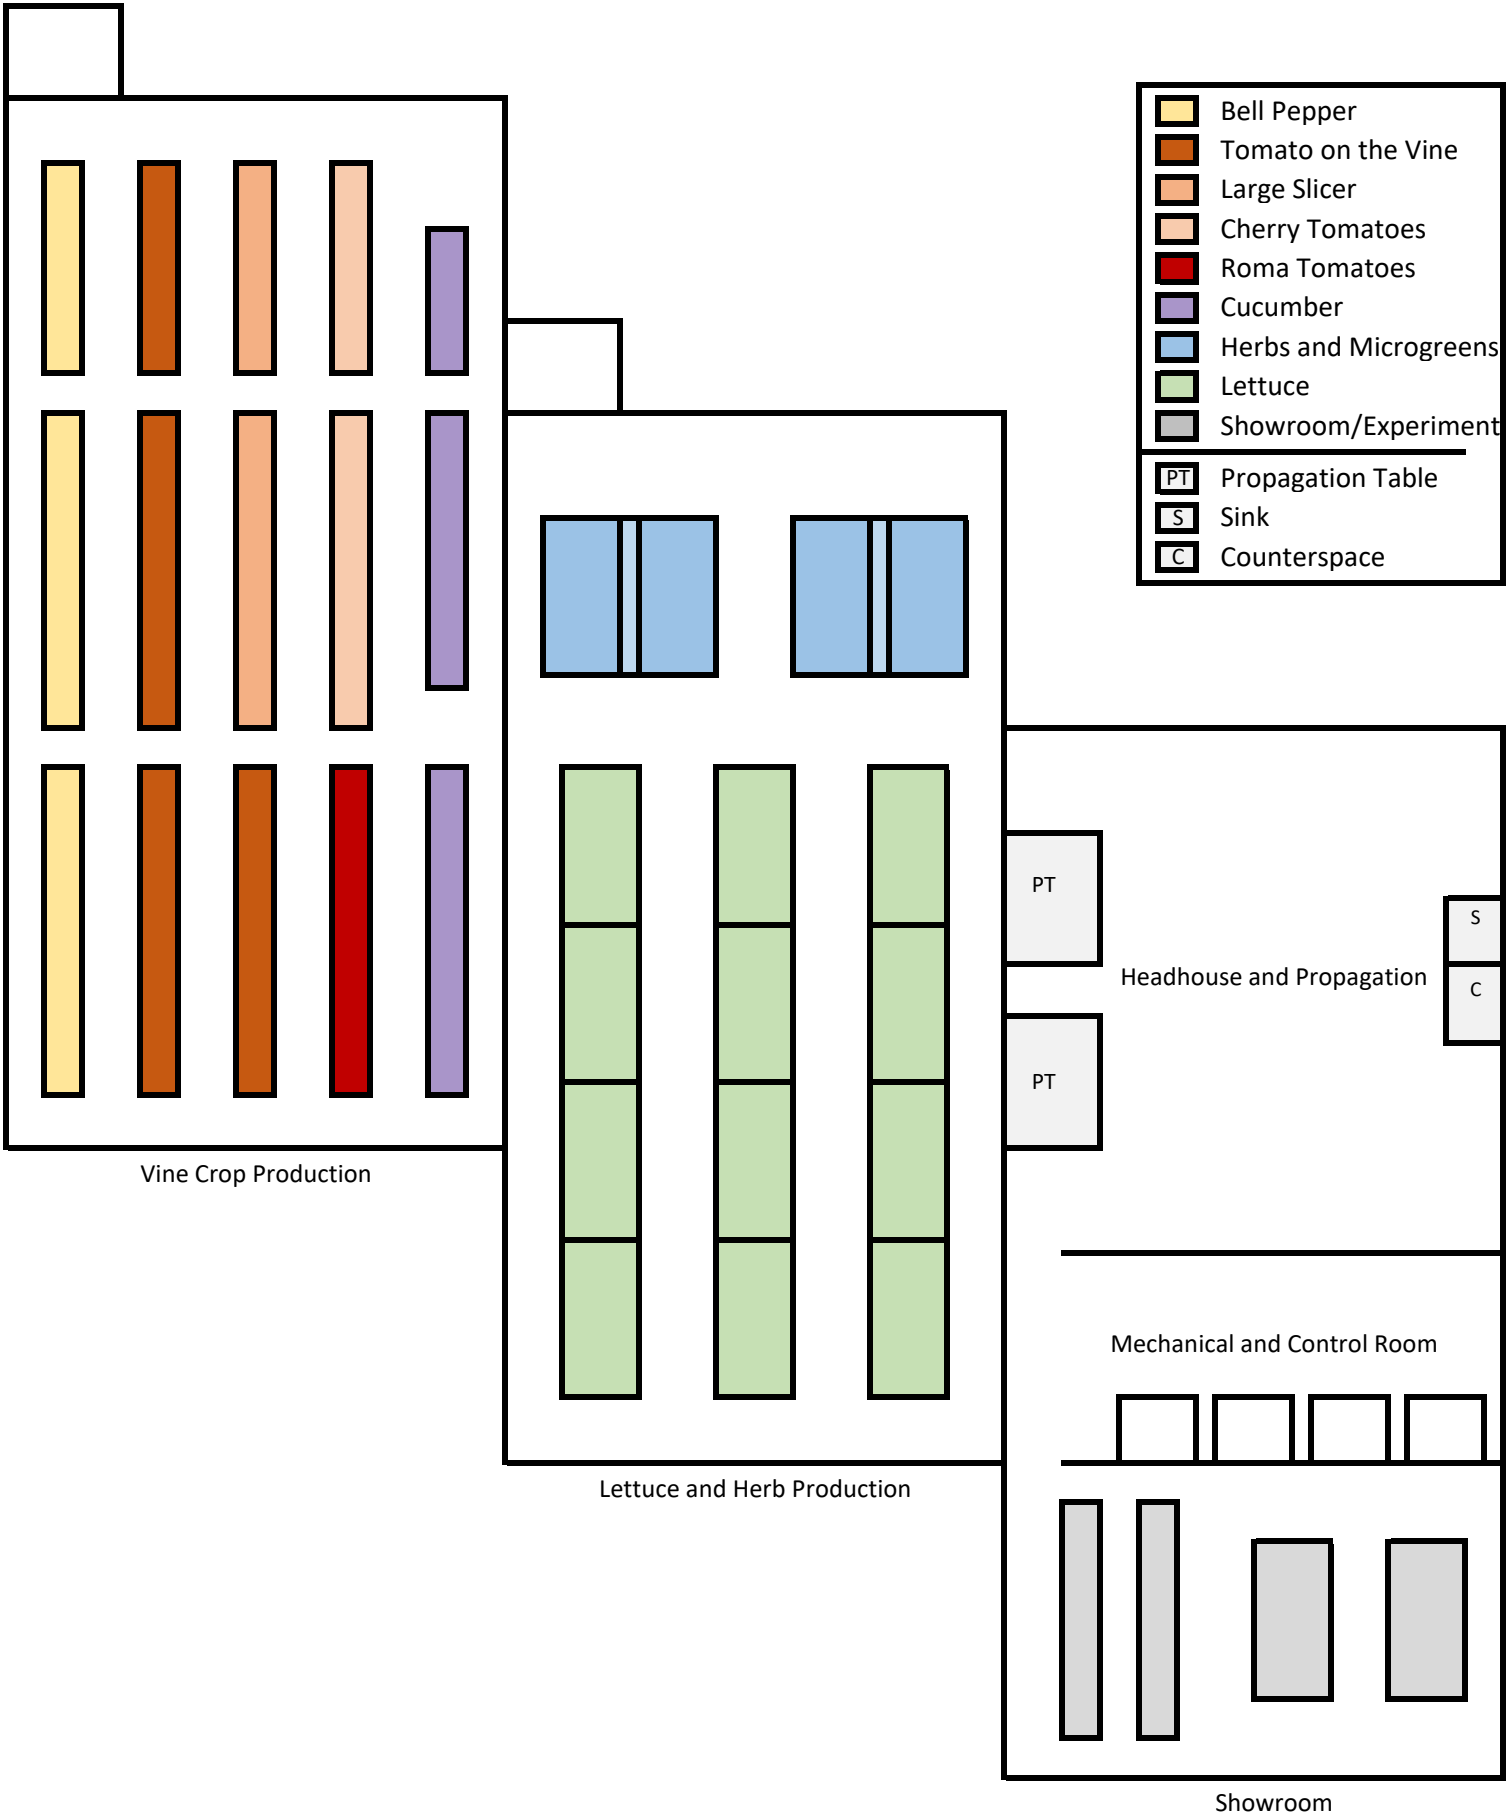 Bell Pepper
Tomato on the Vine
Large Slicer
Cherry Tomatoes
Roma Tomatoes
Cucumber
Herbs and Microgreens
Lettuce
Showroom/Experiment
PT Propagation Table
S Sink
C Counterspace
PT
S
Headhouse and Propagation
C
PT
Vine Crop Production
Mechanical and Control Room
Lettuce and Herb Production
Showroom